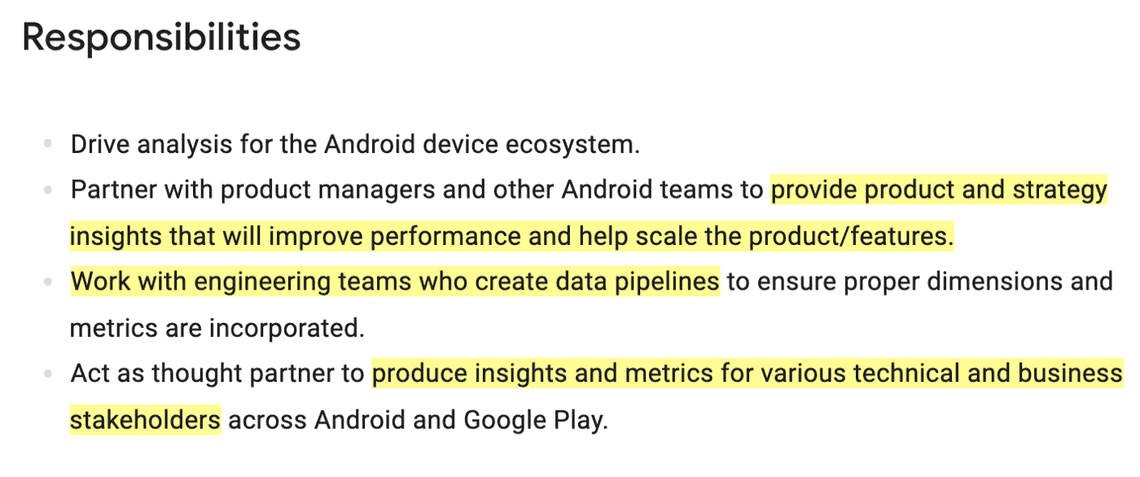 Responsibilities
Drive analysis for the Android device ecosystem.
Partner with product managers and other Android teams to provide product and strategy
insights that will improve performance and help scale the product/features.
Work with engineering teams who create data pipelines to ensure proper dimensions and
metrics are incorporated.
Act as thought partner to produce insights and metrics for various technical and business
stakeholders across Android and Google Play.